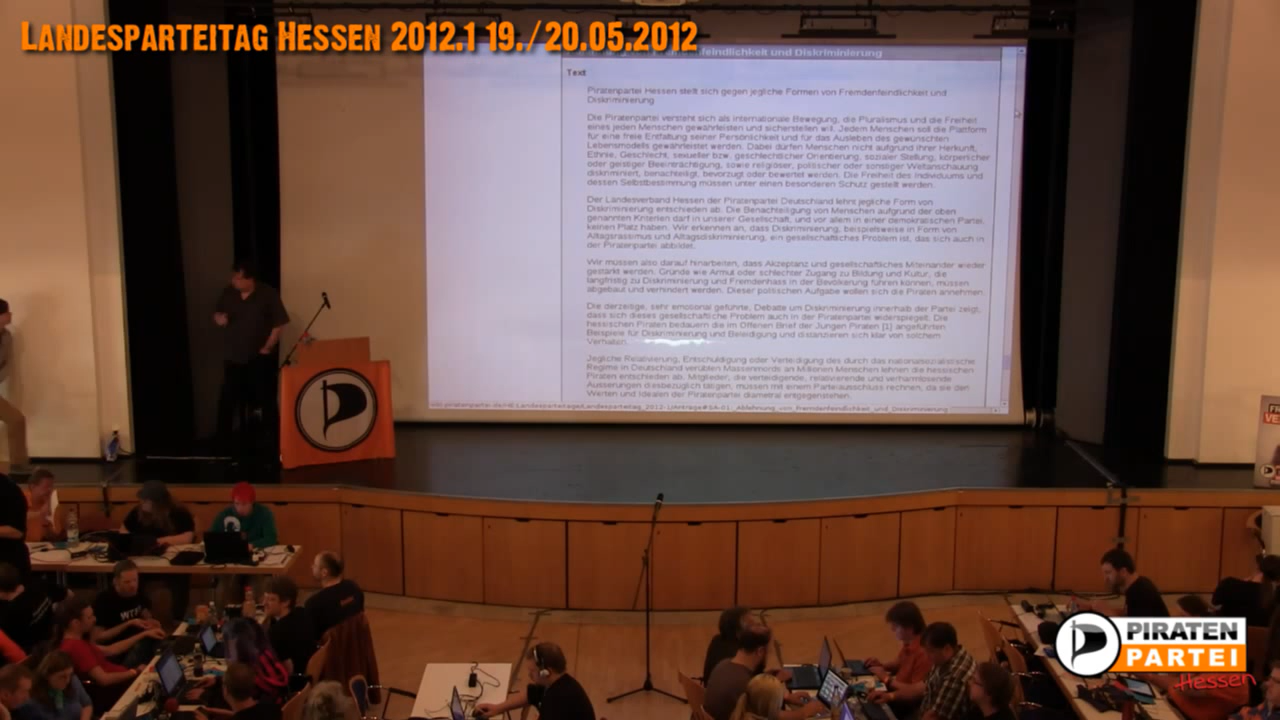 LANDESPARTEITAG HESSEN 2012.1 19./20.05.2012
feindlichkeit und Diskriminierung
Text
Piratenpartei Hessen stellt sich gegen jegliche Formen von Fremdenfeindlichkeit und
Diskriminierung
Die Piratenpartei versteht sich als internationale Bewegung, die Pluralismus und die Freiheit
eines jeden Menschen gewährleisten und sicherstellen will. Jedem Menschen soll die Plattform
für eine freie Entfaltung seiner Persönlichkeit und für das Ausleben des gewünschten
Lebensmodells gewährleistet werden. Dabei dürfen Menschen nicht aufgrund ihrer Herkunft,
Ethnie, Geschlecht, sexueller bzw. geschlechtlicher Orientierung, sozialer Stellung, körperlicher
oder geistiger Beeinträchtigung, sowie religiöser, politischer oder sonstiger Weltanschauung
diskriminiert, benachteiligt, bevorzugt oder bewertet werden. Die Freiheit des Individuums und
dessen Selbstbestimmung müssen unter einen besonderen Schutz gestellt werden.
Der Landesverband Hessen der Piratenpartei Deutschland lehnt jegliche Form von
Diskriminierung entschieden ab. Die Benachteiligung von Menschen aufgrund der oben
genannten Kriterien darf in unserer Gesellschaft, und vor allem in einer demokratischen Partei,
keinen Platz haben. Wir erkennen an, dass Diskriminierung, beispielsweise in Form von
Alltagsrassismus und Alltagsdiskriminierung, ein gesellschaftliches Problem ist, das sich auch in
der Piratenpartei abbildet.
Wir müssen also darauf hinarbeiten, dass Akzeptanz und gesellschaftliches Miteinander wieder
gestärkt werden. Gründe wie Armut oder schlechter Zugang zu Bildung und Kultur, die
langfristig zu Diskriminierung und Fremdenhass in der Bevölkerung führen können, müssen
abgebaut und verhindert werden. Dieser politischen Aufgabe wollen sich die Piraten annehmen.
Die derzeitige, sehr emotional geführte, Debatte um Diskriminierung innerhalb der Partei zeigt,
dass sich dieses gesellschaftliche Problem auch in der Piratenpartei widerspiegelt. Die
hessischen Piraten bedauern die im Offenen Brief der Jungen Piraten [1] angeführten
Beispiele für Diskriminierung und Beleidigung und distanzieren sich klar von solchem
Verhalten.
Jegliche Relativierung, Entschuldigung oder Verteidigung des durch das nationalsozialistische
Regime in Deutschland verübten Massenmords an Millionen Menschen lehnen die hessischen
Piraten entschieden ab. Mitglieder, die verteidigende, relativierende und verharmlosende
Äusserungen diesbezüglich tätigen, müssen mit einem Parteiausschluss rechnen, da sie den
Werten und Idealen der Piratenpartei diametral entgegenstehen.
PIRATEN
PARTEI
Hessen